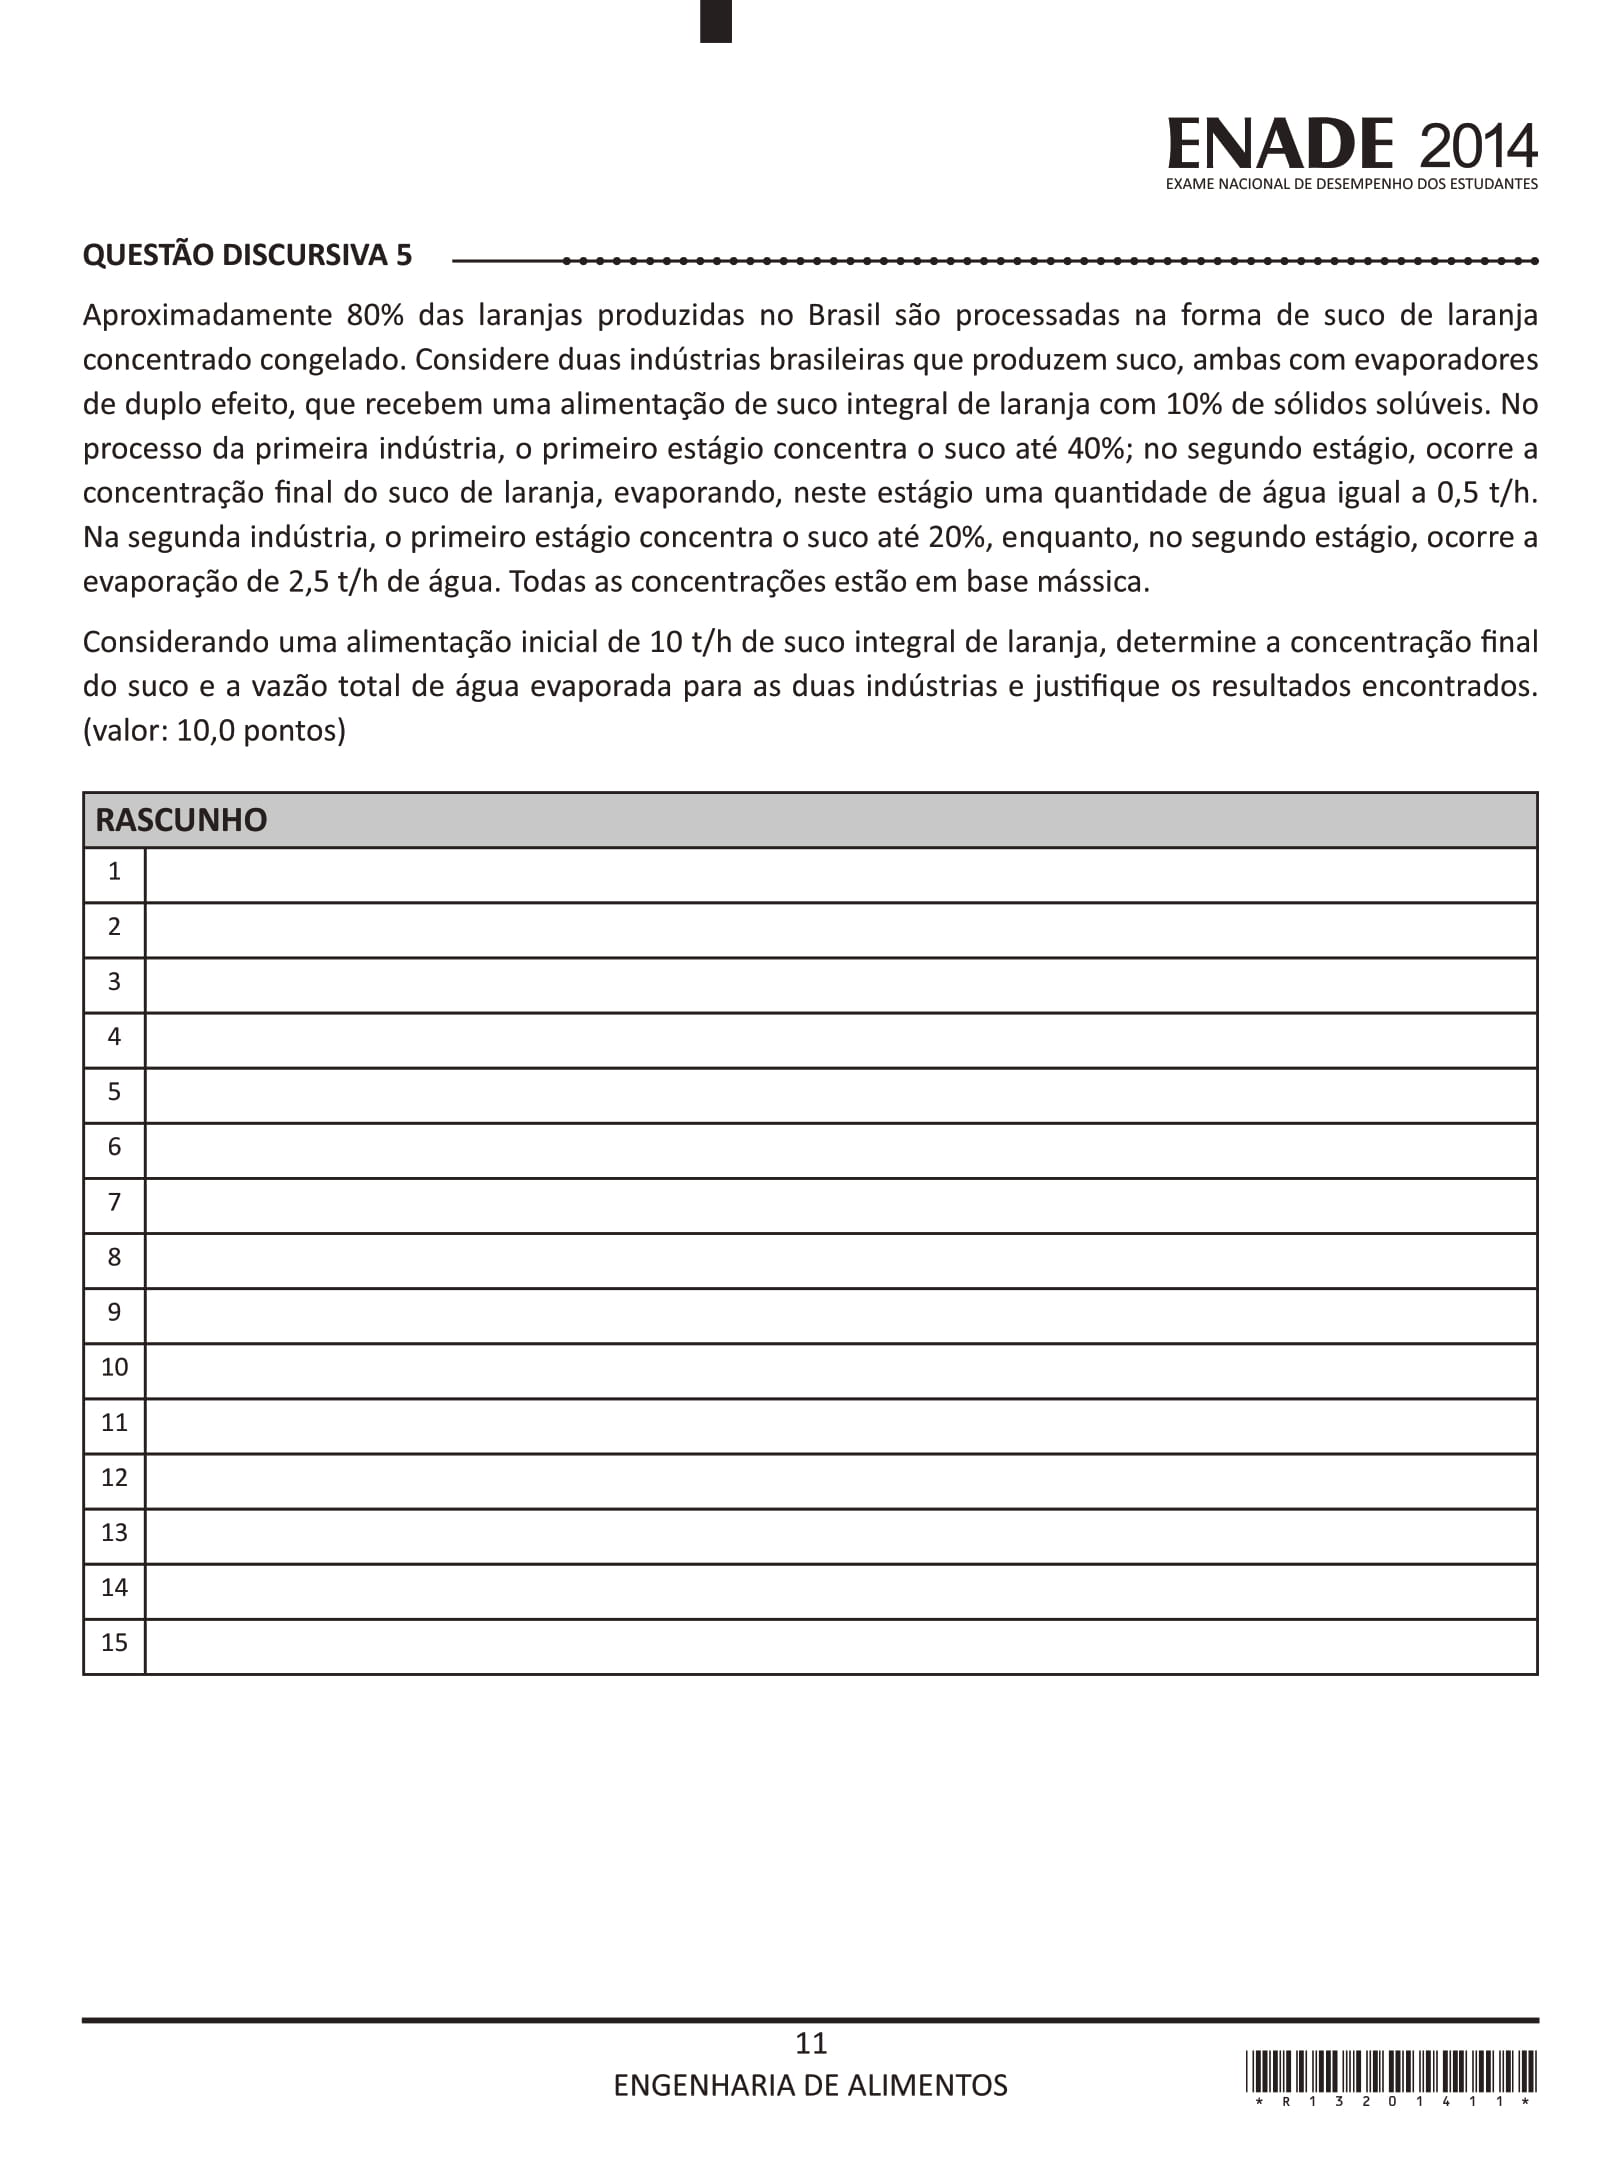 ENADE 2014
EXAME NACIONAL DE DESEMPENHO DOS ESTUDANTES
QUESTÃO DISCURSIVA 5
Aproximadamente 80% das laranjas produzidas no Brasil são processadas na forma de suco de laranja
concentrado congelado. Considere duas indústrias brasileiras que produzem suco, ambas com evaporadores
de duplo efeito, que recebem uma alimentação de suco integral de laranja com 10% de sólidos solúveis. No
processo da primeira indústria, o primeiro estágio concentra o suco até 40%; no segundo estágio, ocorre a
concentração final do suco de laranja, evaporando, neste estágio uma quantidade de água igual a 0,5 t/h.
Na segunda indústria, o primeiro estágio concentra o suco até 20%, enquanto, no segundo estágio, ocorre a
evaporação de 2,5 t/h de água. Todas as concentrações estão em base mássica.
Considerando uma alimentação inicial de 10 t/h de suco integral de laranja, determine a concentração final
do suco e a vazão total de água evaporada para as duas indústrias e justifique os resultados encontrados.
(valor: 10,0 pontos)
RASCUNHO
1
2
3
4
5
6
7
8
9
10
11
12
13
14
15
11
ENGENHARIA DE ALIMENTOS
*R13201411*